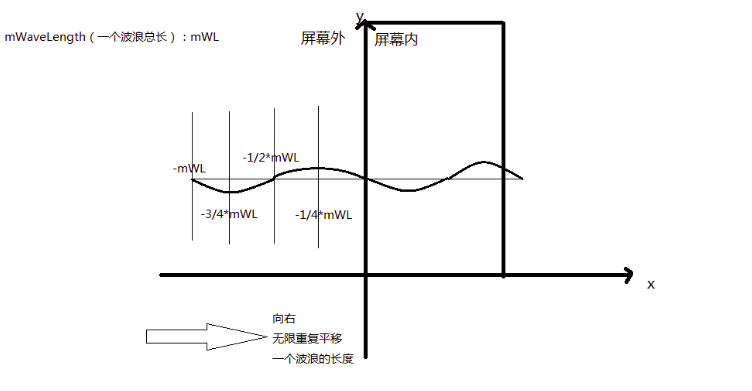 y
mWaveLength（一个波浪总长）：mWL
屏幕外
屏幕内
-1/2*mWL
-mWL
-3/4*mWL
-1/4*mWL
x
向右
无限重复平移
一个波浪的长度